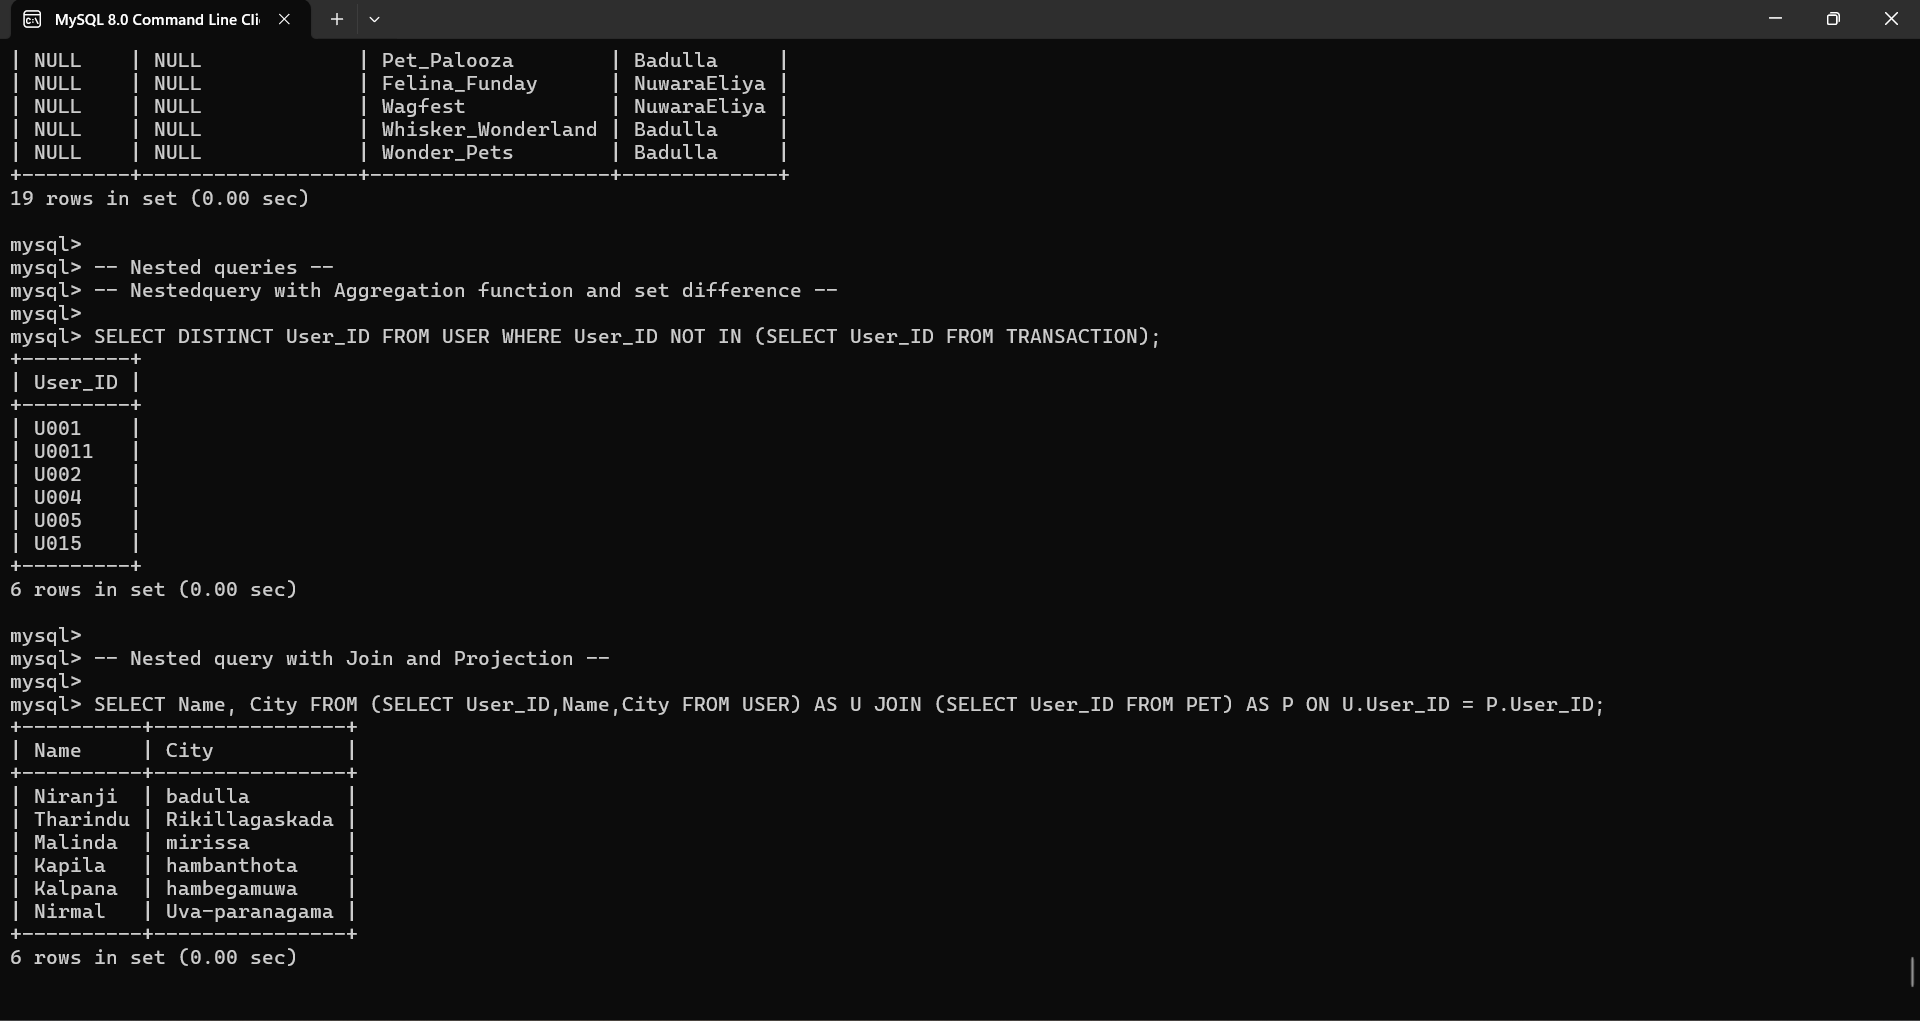 MySQL 8.0 Command Line Cli
| NULL    | NULL             | Pet_Palooza        | Badulla     |
| NULL    | NULL             | Felina_Funday      | NuwaraEliya |
| NULL    | NULL             | Wagfest            | NuwaraEliya |
| NULL    | NULL             | Whisker_Wonderland | Badulla     |
| NULL    | NULL             | Wonder_Pets        | Badulla     |
+---------+------------------+--------------------+-------------+
19 rows in set (0.00 sec)
mysql>
mysql> -- Nested queries --
mysql> -- Nestedquery with Aggregation function and set difference --
mysql>
mysql> SELECT DISTINCT User_ID FROM USER WHERE User_ID NOT IN (SELECT User_ID FROM TRANSACTION);
+---------+
| User_ID |
+---------+
| U001    |
| U0011   |
| U002    |
| U004    |
| U005    |
| U015    |
+---------+
6 rows in set (0.00 sec)
mysql>
mysql> -- Nested query with Join and Projection --
mysql>
mysql> SELECT Name, City FROM (SELECT User_ID,Name,City FROM USER) AS U JOIN (SELECT User_ID FROM PET) AS P ON U.User_ID = P.User_ID;
+----------+----------------+
| Name     | City           |
+----------+----------------+
| Niranji  | badulla        |
| Tharindu | Rikillagaskada |
| Malinda  | mirissa        |
| Kapila   | hambanthota    |
| Kalpana  | hambegamuwa    |
| Nirmal   | Uva-paranagama |
+----------+----------------+
6 rows in set (0.00 sec)